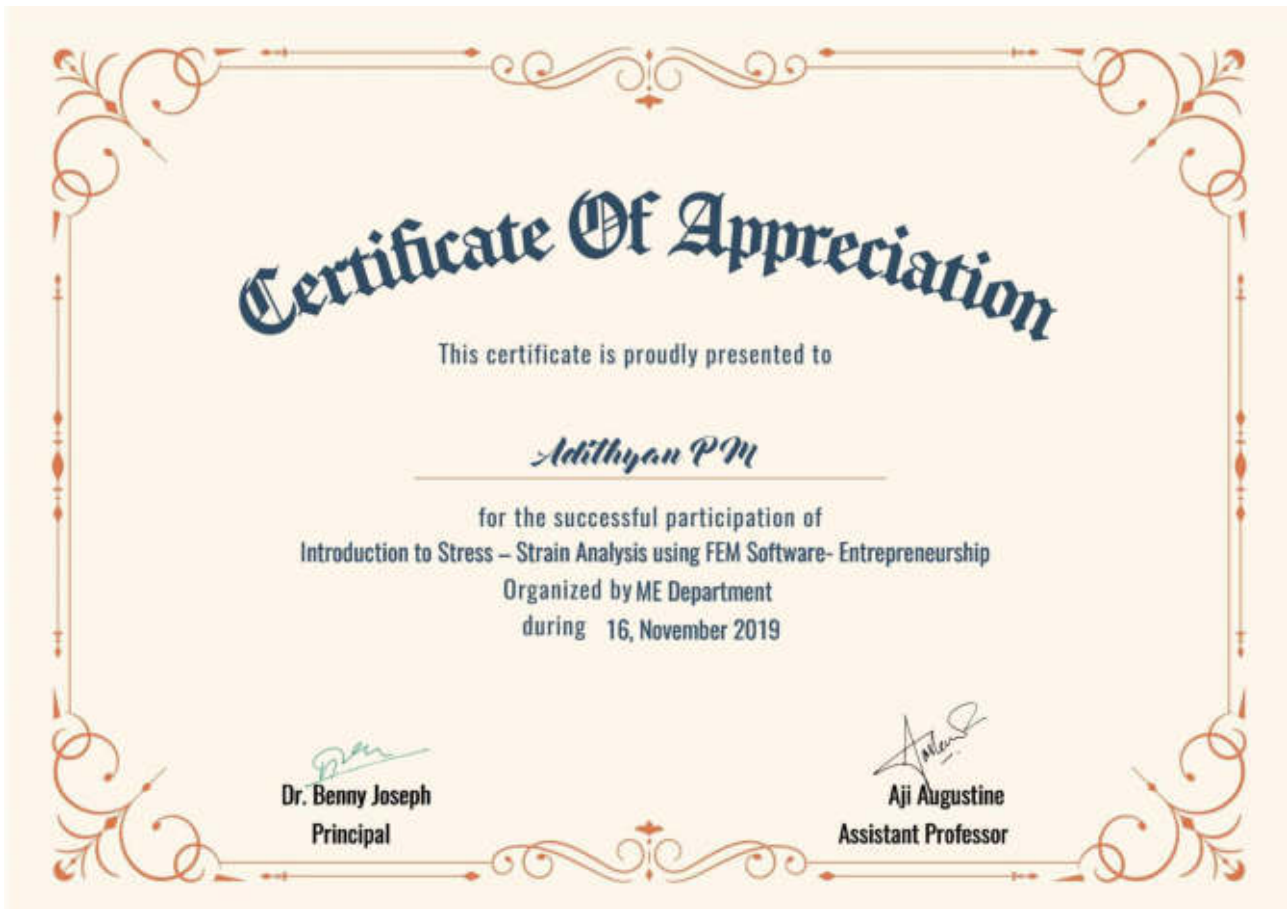 Certificate Of Appreciation
This certificate is proudly presented to
Adithyan P M
for the successful participation of
Introduction to Stress – Strain Analysis using FEM Software- Entrepreneurship
Organized by ME Department
during 16, November 2019
Dr. Benny Joseph
Principal
Aji Augustine
Assistant Professor